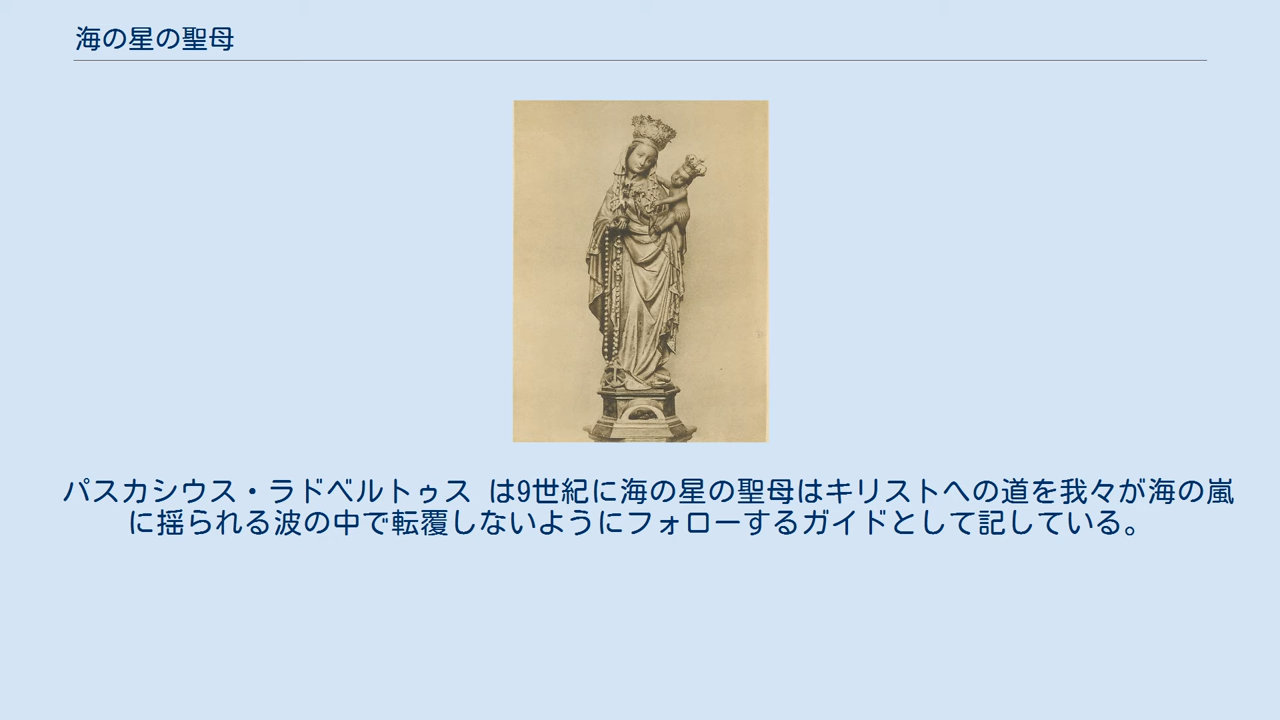 海の星の聖母
パスカシウス・ラドベルトゥス は9世紀に海の星の聖母はキリストへの道を我々が海の嵐
に揺られる波の中で転覆しないようにフォローするガイドとして記している。